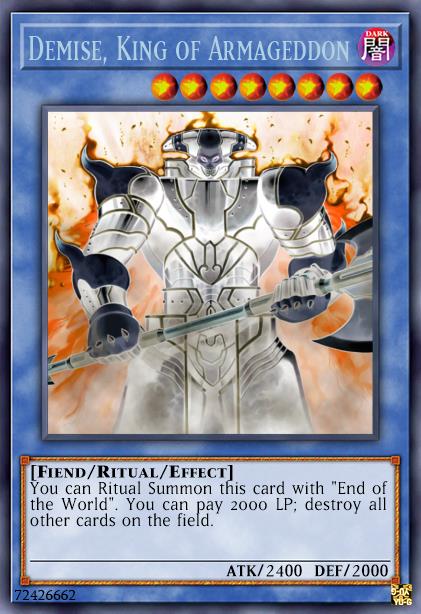 DEMISE, KING OF ARMAGEDDON
DARK
闇
[FIEND/RITUAL/EFFECT]
You can Ritual Summon this card with "End of
the World". You can pay 2000 LP; destroy all
other cards on the field.
ATK/2400 DEF/2000
72426662